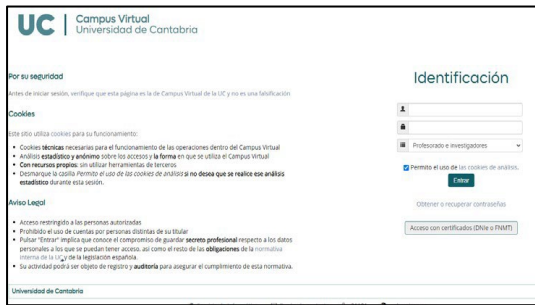 UC | Campus Virtual
Universidad de Cantabria
Por su seguridad
Antes de iniciar sesión, verifique que esta página es la de Campus Virtual de la UC y no es una falsificación
Cookies
Este sitio utiliza cookies para su funcionamiento:
• Cookies técnicas necesarias para el funcionamiento de las operaciones dentro del Campus Virtual
• Análisis estadístico y anónimo sobre los accesos y la forma en que se utiliza el Campus Virtual
• Con recursos propios: sin utilizar herramientas de terceros
• Desmarque la casilla Permito el uso de las cookies de análisis si no desea que se realice ese análisis
estadístico durante esta sesión.
Aviso Legal
• Acceso restringido a las personas autorizadas
• Prohibido el uso de cuentas por personas distintas de su titular
• Pulsar "Entrar" implica que conoce el compromiso de guardar secreto profesional respecto a los datos
personales a los que se puedan tener acceso, así como el resto de las obligaciones de la normativa
interna de la UC y de la legislación española.
• Su actividad podrá ser objeto de registro y auditoría para asegurar el cumplimiento de esta normativa.
Identificación
Profesorado e investigadores
Permito el uso de las cookies de análisis.
Entrar
Obtener o recuperar contraseñas
Acceso con certificados (DNIe o FNMT)
Universidad de Cantabria